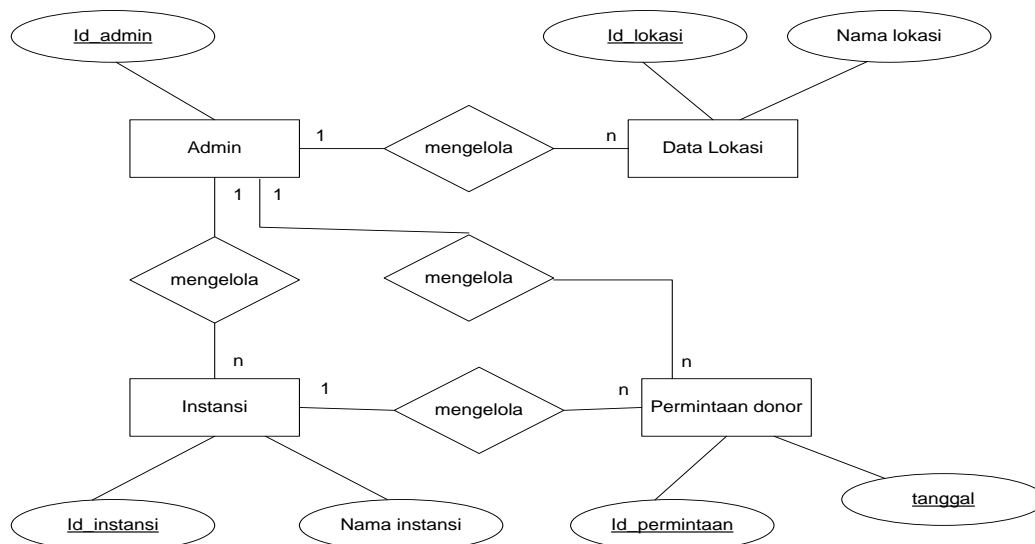 Id_admin
Id_lokasi
Nama lokasi
Admin
1
mengelola
n
Data Lokasi
1
1
mengelola
mengelola
n
n
Instansi
1
mengelola
n
Permintaan donor
Id_instansi
Nama instansi
Id_permintaan
tanggal